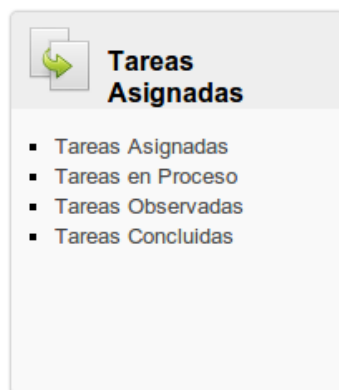 Tareas
Asignadas
Tareas Asignadas
Tareas en Proceso
Tareas Observadas
Tareas Concluidas